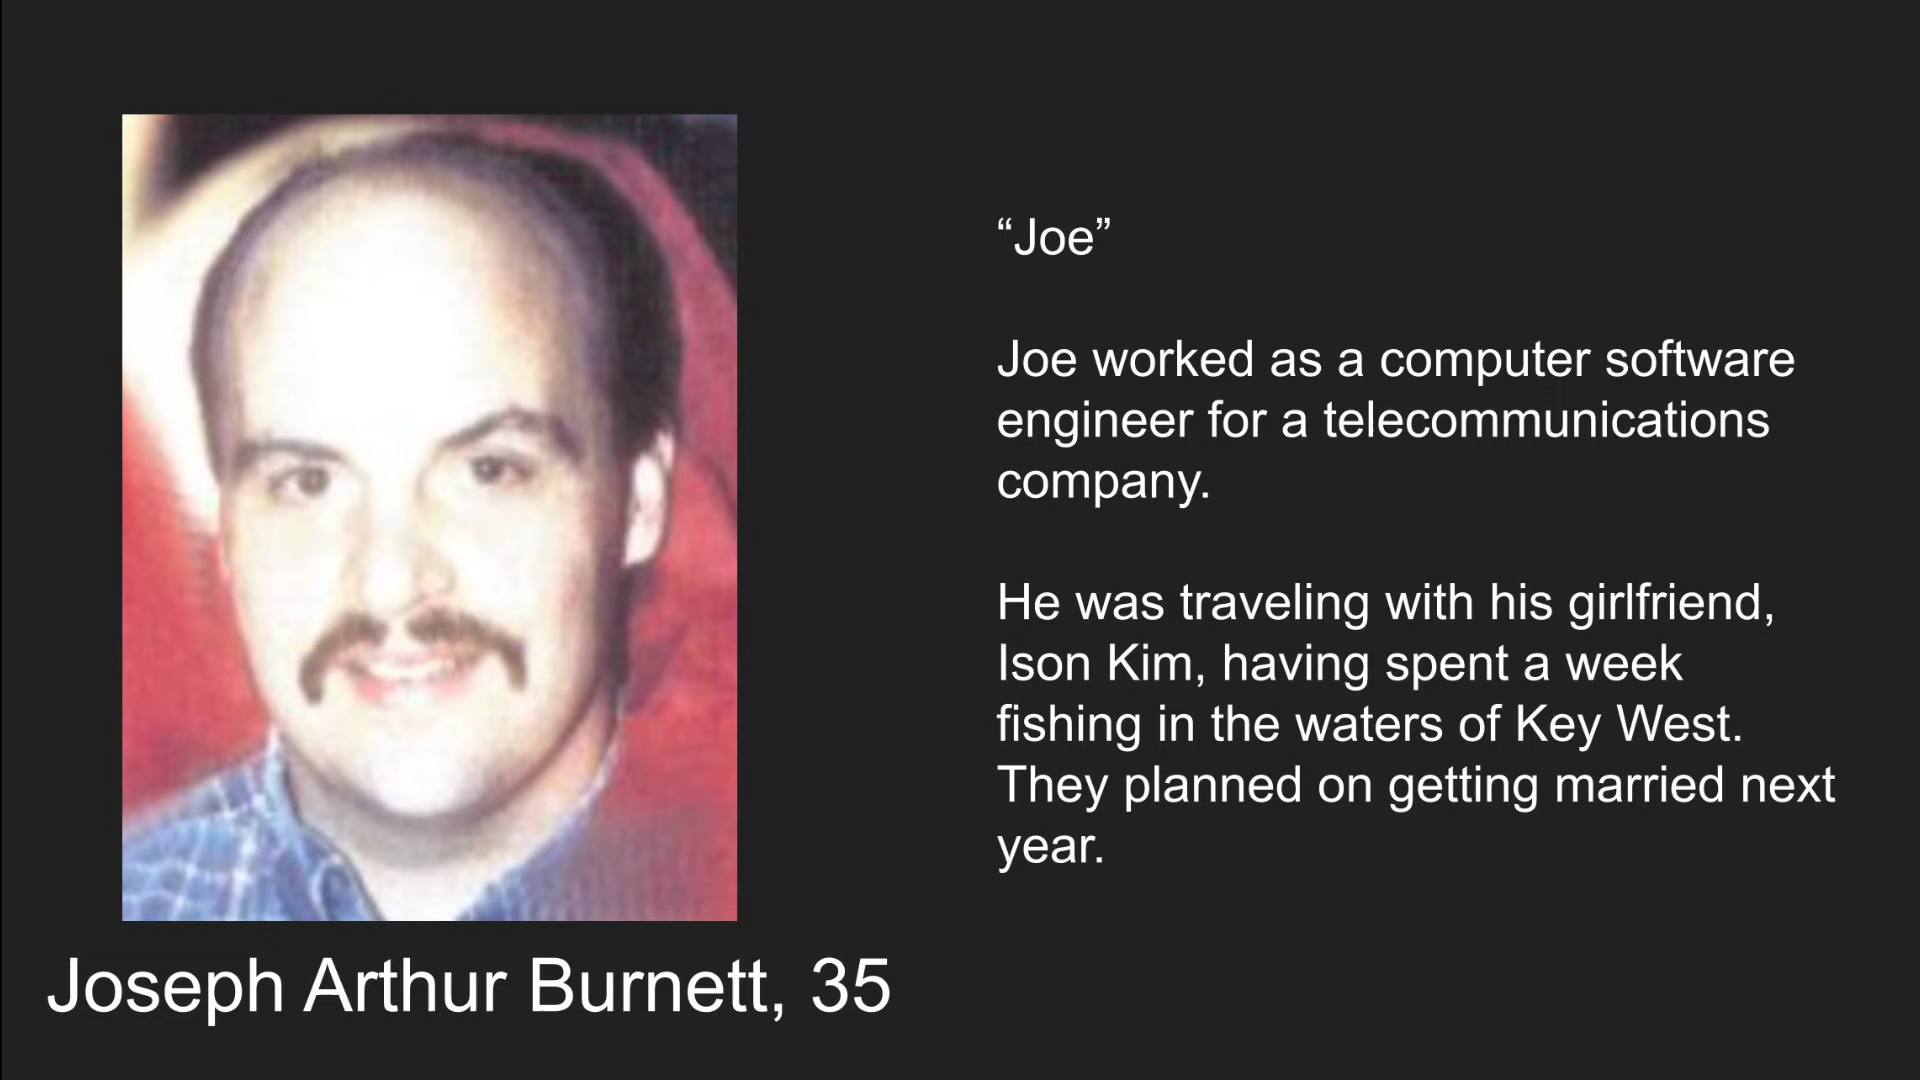 “Joe”
Joe worked as a computer software
engineer for a telecommunications
company.
He was traveling with his girlfriend,
Ison Kim, having spent a week
fishing in the waters of Key West.
They planned on getting married next
year.
Joseph Arthur Burnett, 35